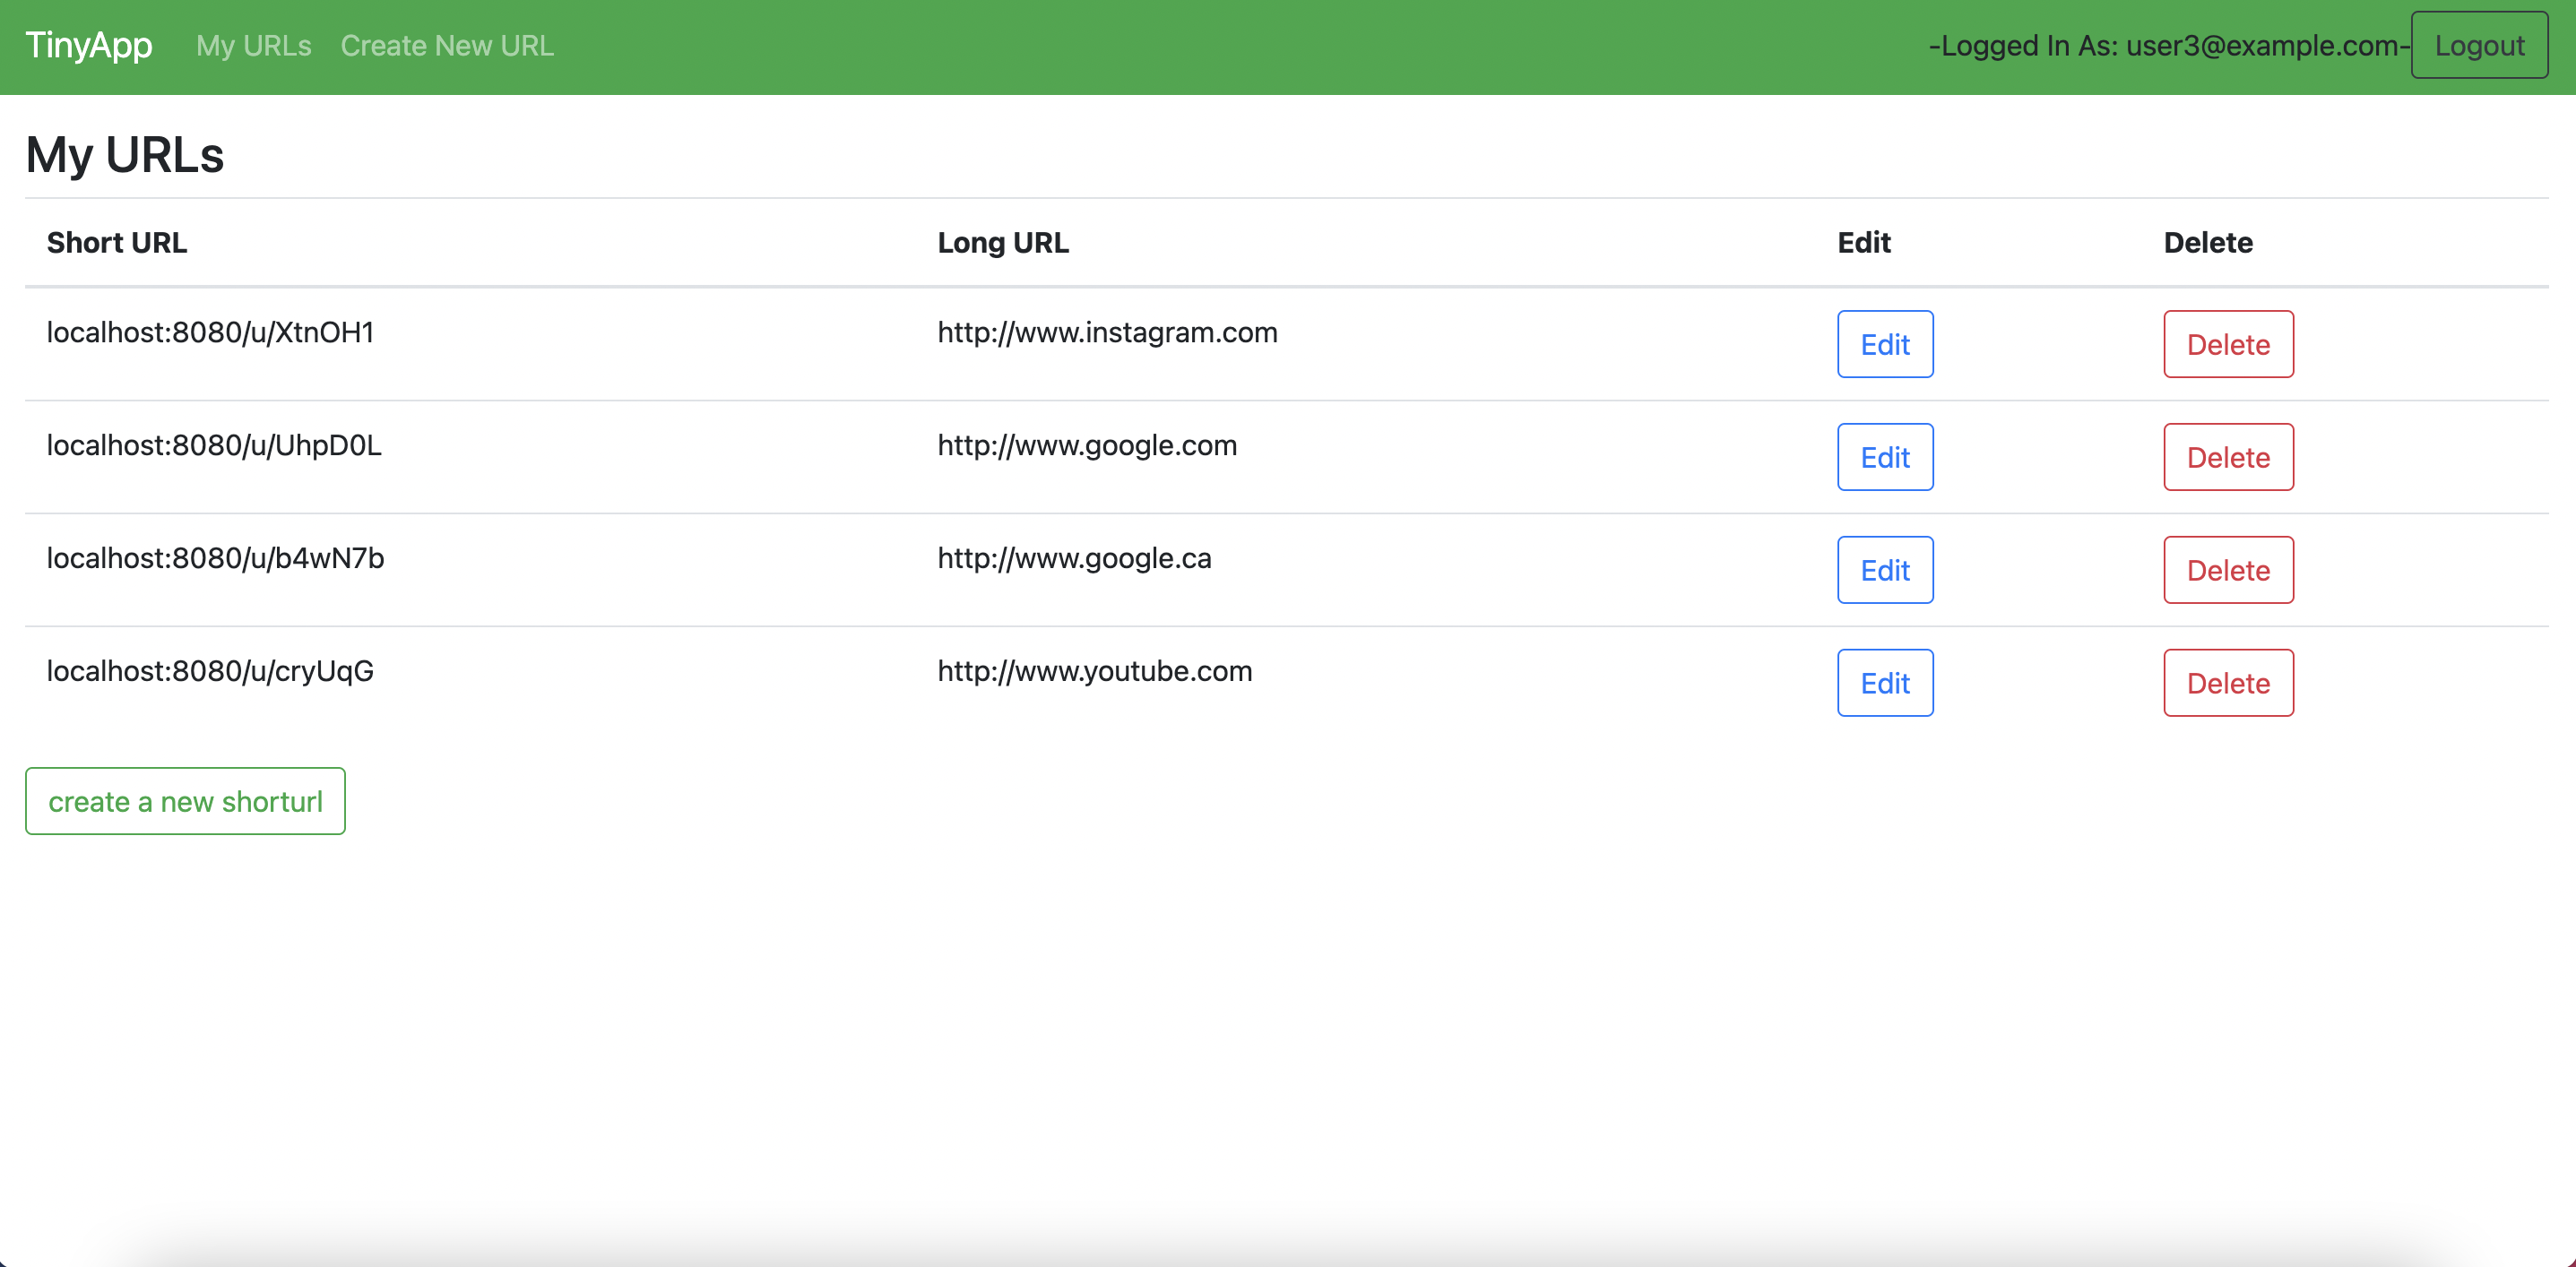 TinyApp My URLs Create New URL -Logged In As: user3@example.com- Logout
My URLs
Short URL Long URL Edit Delete
localhost:8080/u/XtnOH1 http://www.instagram.com Edit Delete
localhost:8080/u/UhpD0L http://www.google.com Edit Delete
localhost:8080/u/b4wN7b http://www.google.ca Edit Delete
localhost:8080/u/cryUqG http://www.youtube.com Edit Delete
create a new shorturl